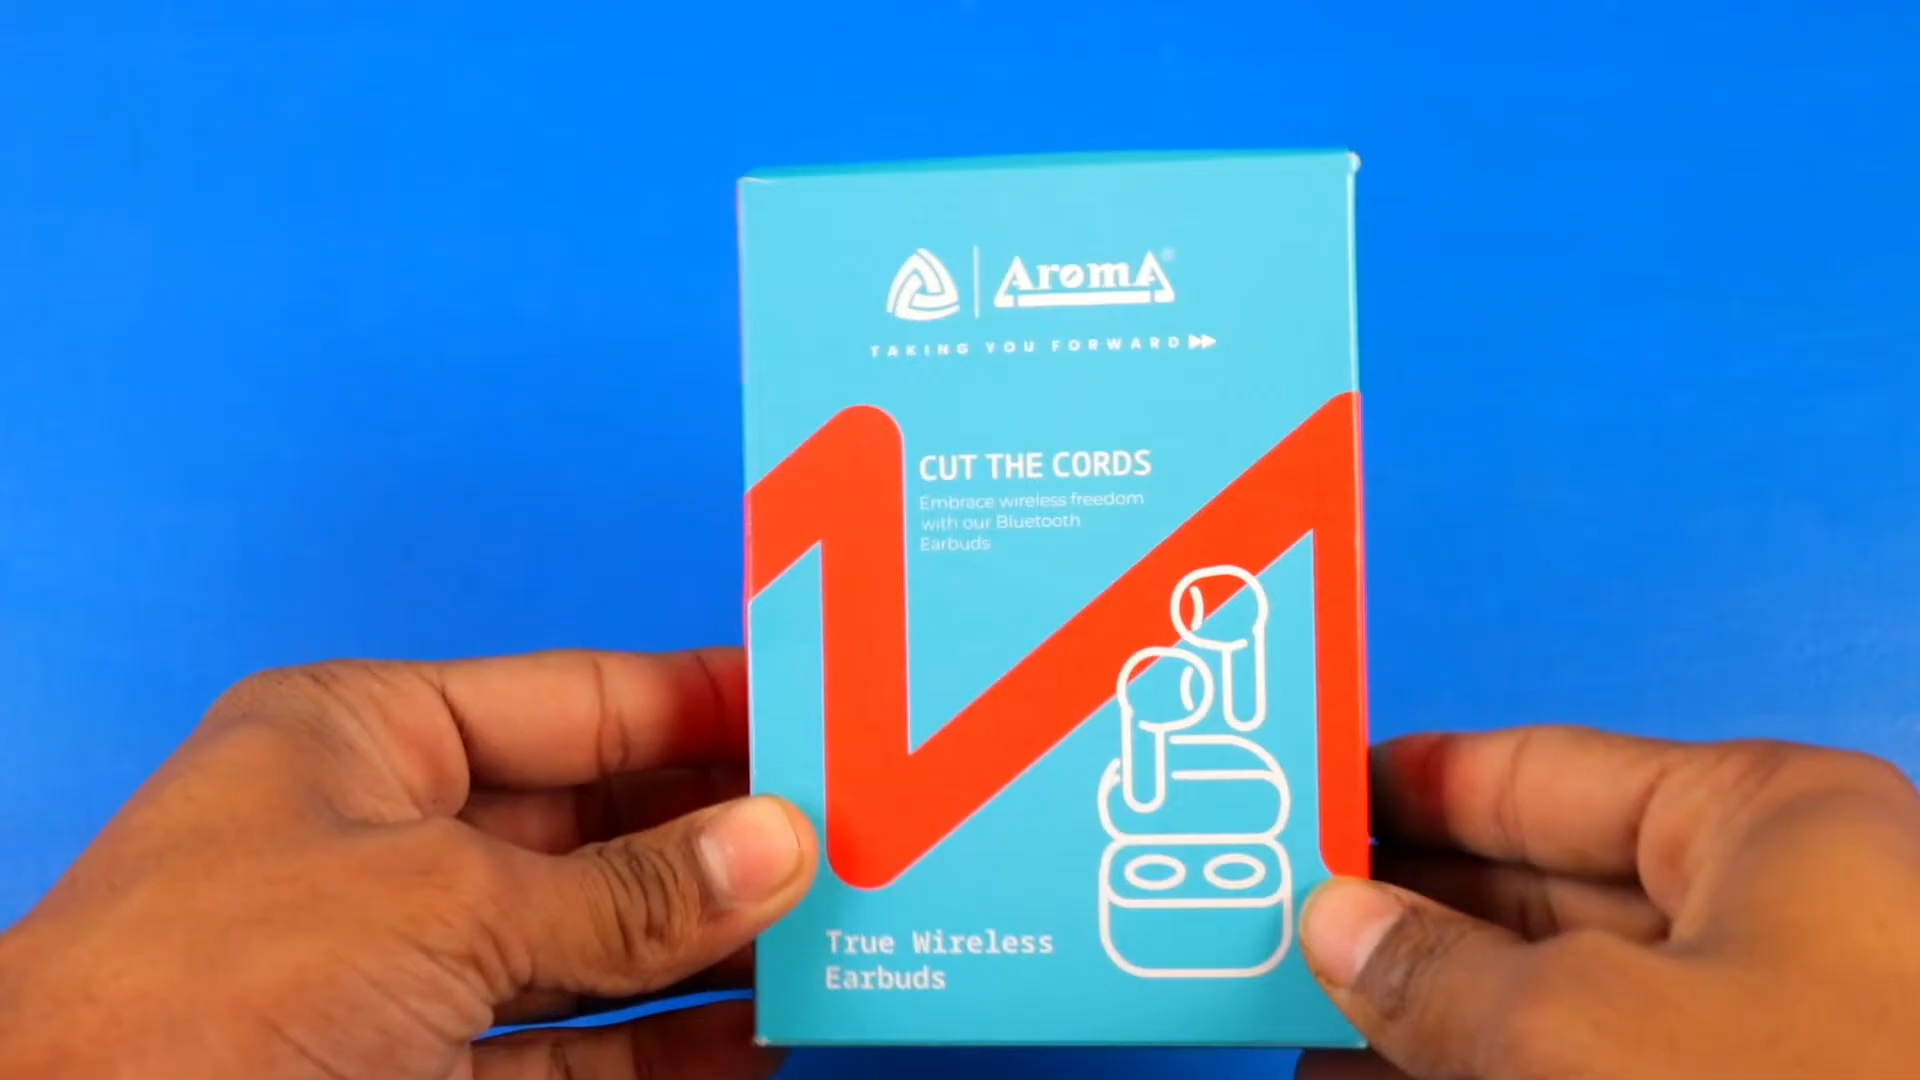 AromA®
TAKING YOU FORWARD
CUT THE CORDS
Embrace wireless freedom
with our Bluetooth
Earbuds
True Wireless
Earbuds